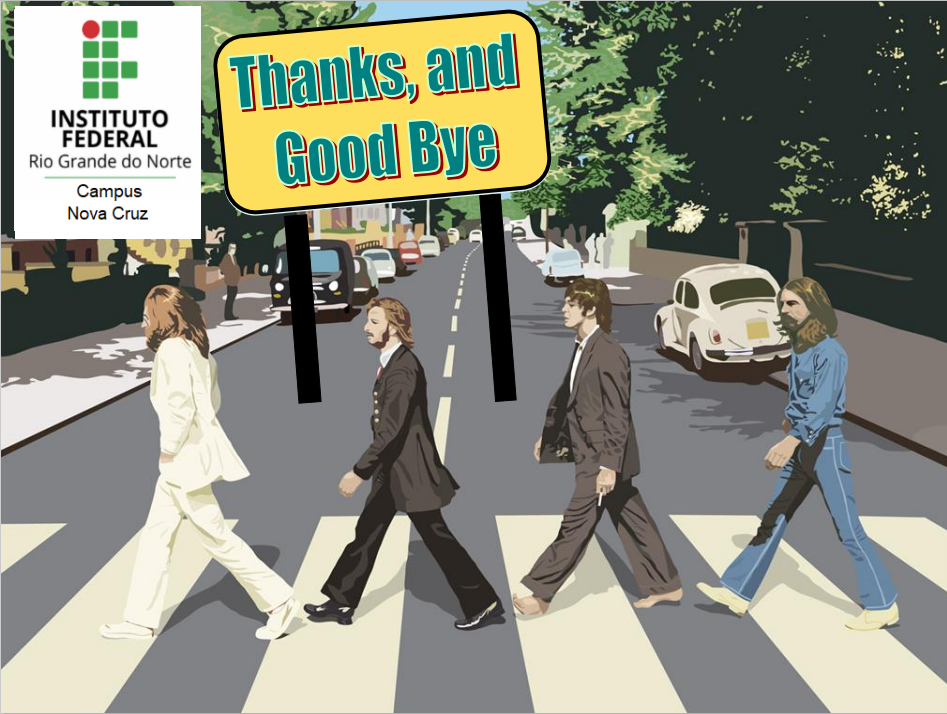 INSTITUTO
FEDERAL
Rio Grande do Norte
Campus
Nova Cruz
Thanks, and
Good Bye